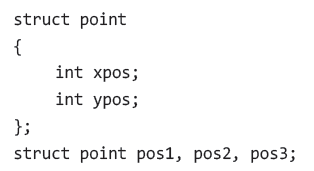 struct point
{
    int xpos;
    int ypos;
};
struct point pos1, pos2, pos3;